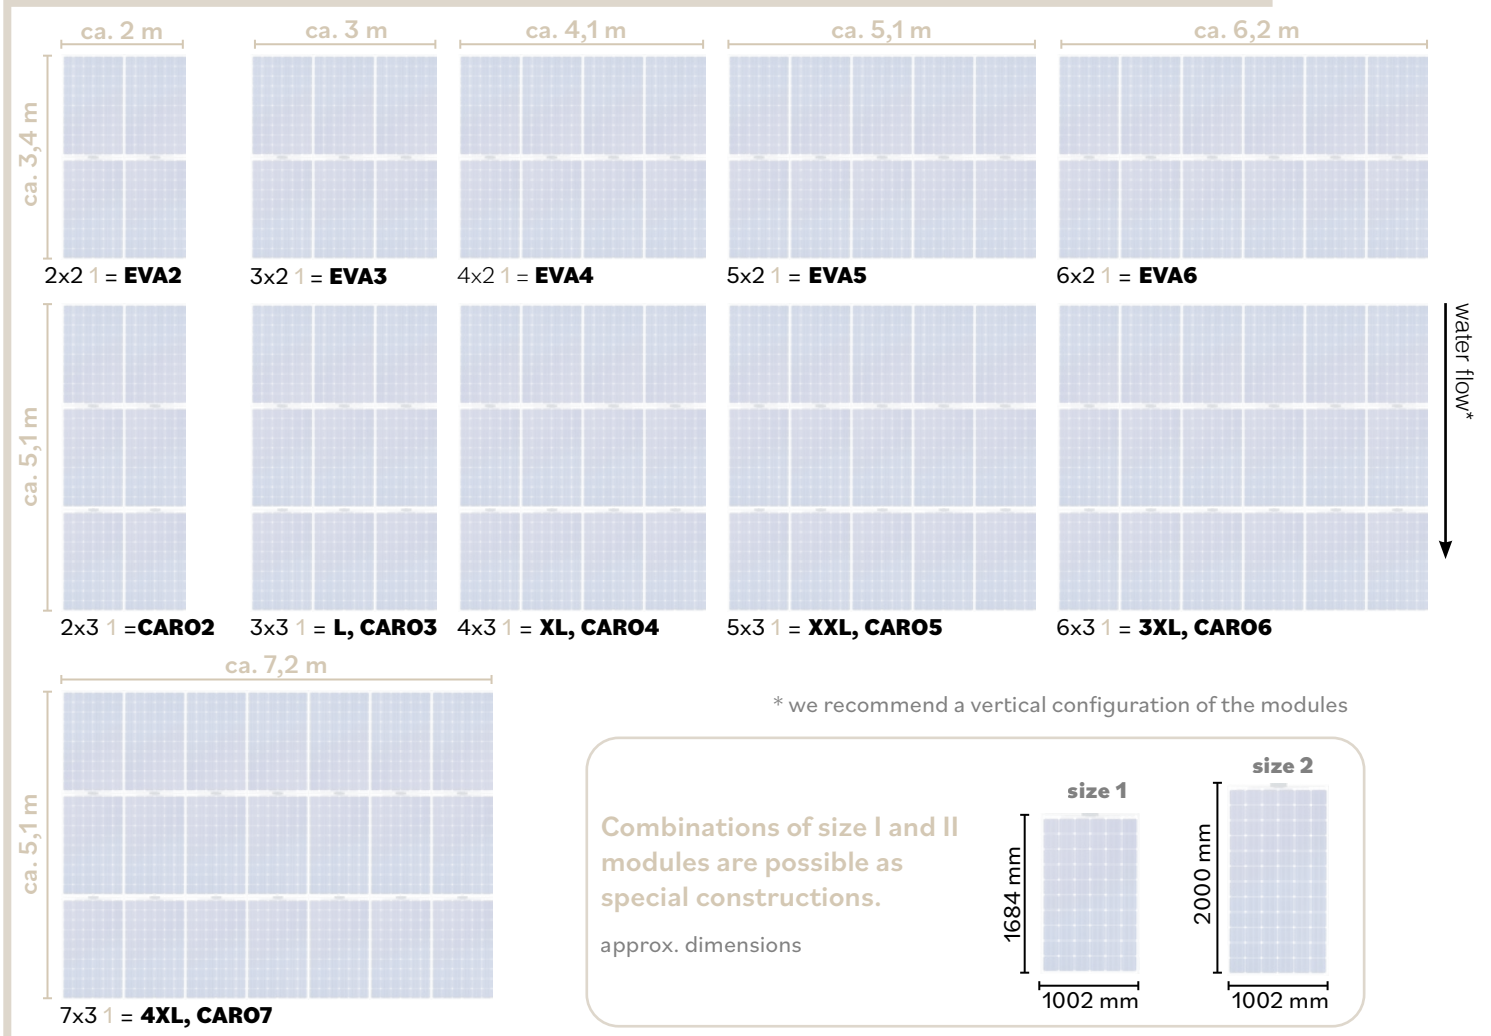 ca. 2 m
ca. 3 m
ca. 4,1 m
ca. 5,1 m
ca. 6,2 m
ca. 3,4 m
2x2 1 = EVA2
3x2 1 = EVA3
4x2 1 = EVA4
5x2 1 = EVA5
6x2 1 = EVA6
ca. 5,1 m
water flow*
2x3 1 =CARO2
3x3 1 = L, CARO3
4x3 1 = XL, CARO4
5x3 1 = XXL, CARO5
6x3 1 = 3XL, CARO6
ca. 7,2 m
ca. 5,1 m
7x3 1 = 4XL, CARO7
* we recommend a vertical configuration of the modules
Combinations of size I and II
modules are possible as
special constructions.
approx. dimensions
size 1
1684 mm
1002 mm
size 2
2000 mm
1002 mm